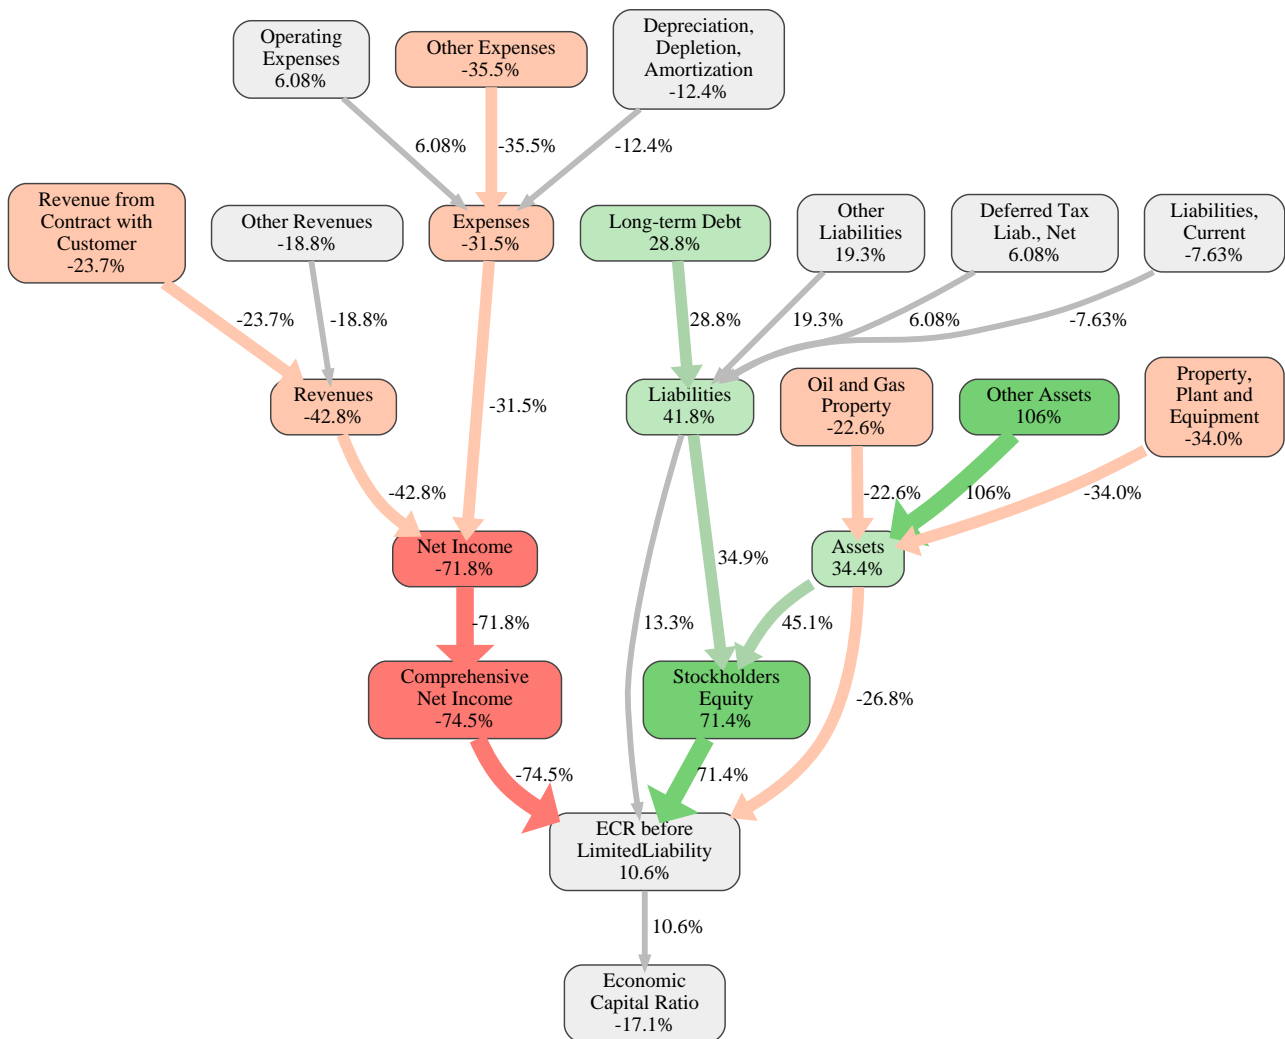 Operating
Expenses
6.08%
Other Expenses
-35.5%
Depreciation,
Depletion,
Amortization
-12.4%
6.08%
-35.5%
-12.4%
Revenue from
Contract with
Customer
-23.7%
Other Revenues
-18.8%
Expenses
-31.5%
Long-term Debt
28.8%
Other
Liabilities
19.3%
Deferred Tax
Liab., Net
6.08%
Liabilities,
Current
-7.63%
-23.7%
-18.8%
28.8%
19.3%
6.08%
-7.63%
Revenues
-42.8%
-31.5%
Liabilities
41.8%
Oil and Gas
Property
-22.6%
Other Assets
106%
Property,
Plant and
Equipment
-34.0%
-42.8%
-22.6%
106%
-34.0%
Net Income
-71.8%
34.9%
Assets
34.4%
-71.8%
13.3%
45.1%
Comprehensive
Net Income
-74.5%
Stockholders
Equity
71.4%
-26.8%
-74.5%
71.4%
ECR before
LimitedLiability
10.6%
10.6%
Economic
Capital Ratio
-17.1%